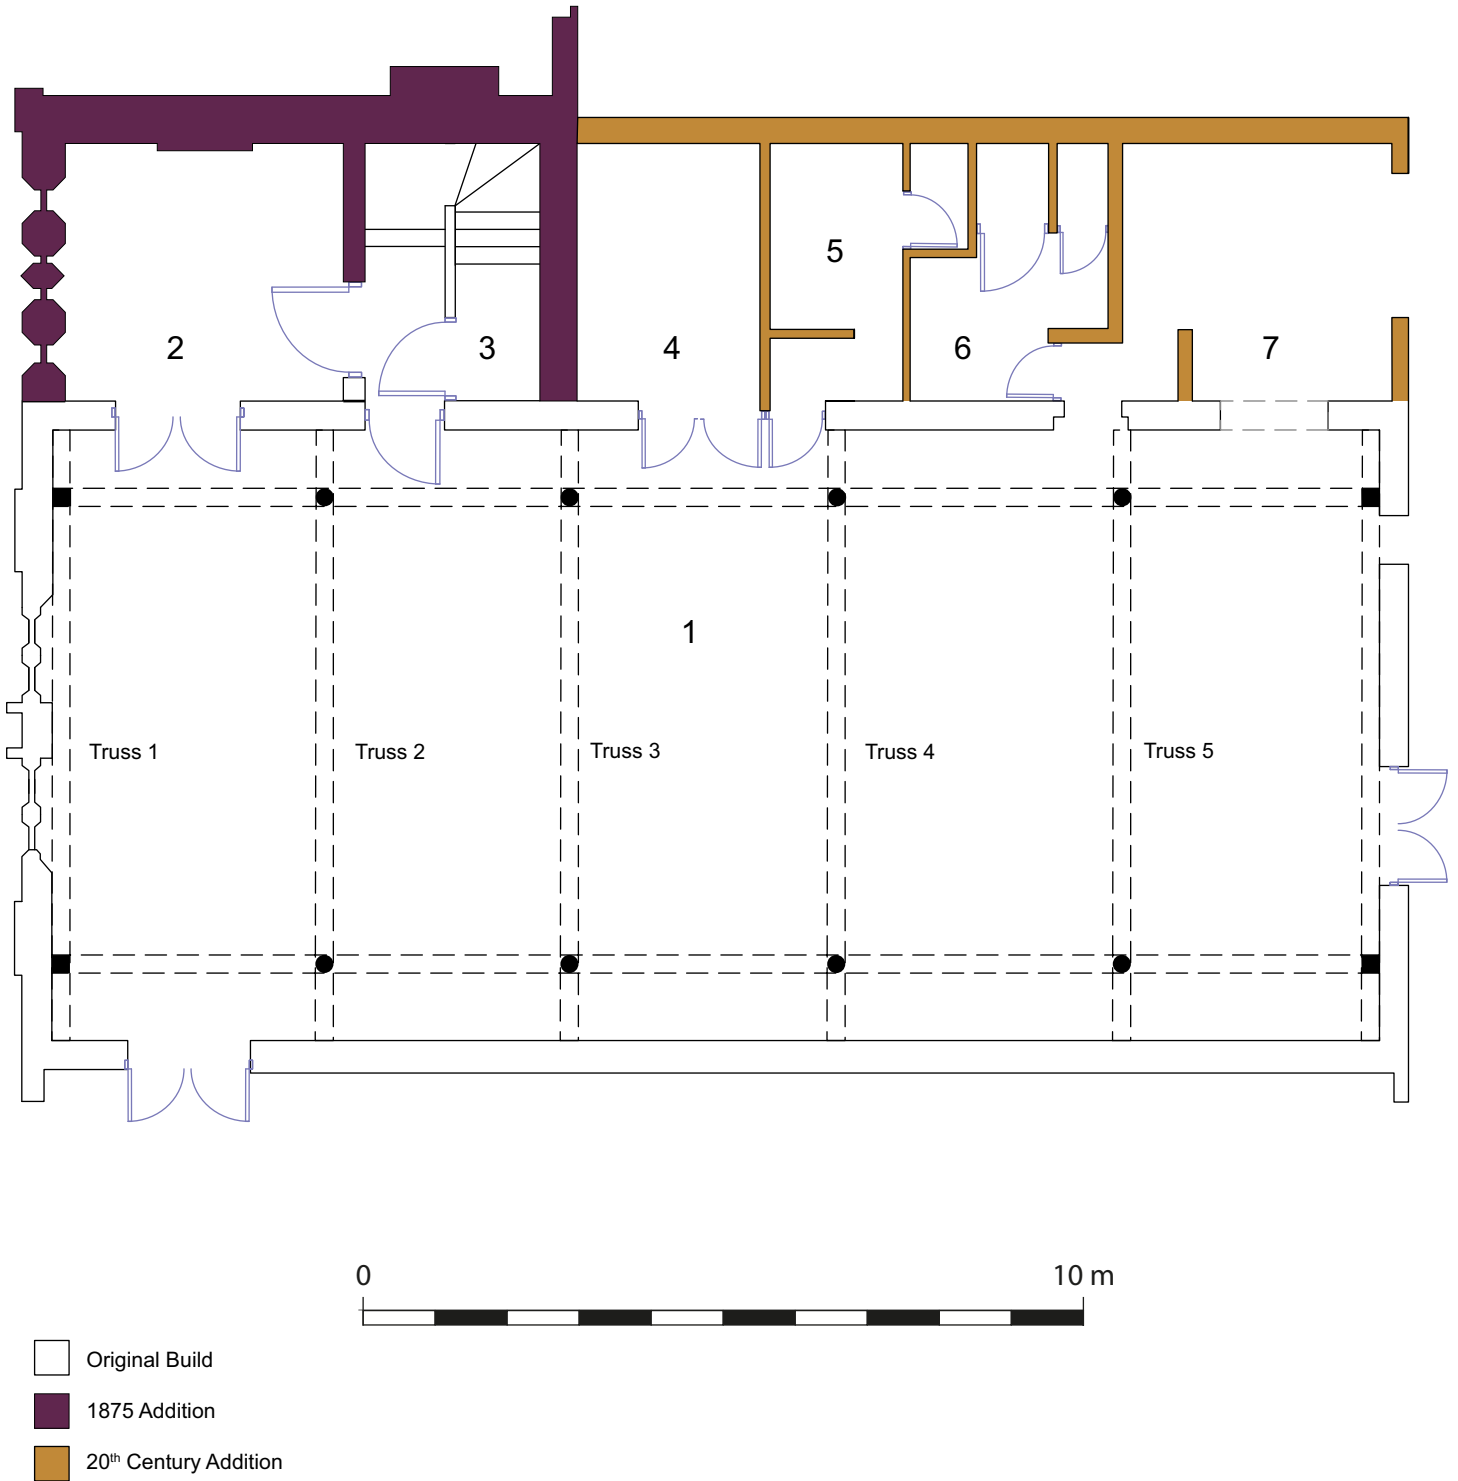 5
2
3
4
6
7
1
Truss 1
Truss 2
Truss 3
Truss 4
Truss 5
0
10 m
Original Build
1875 Addition
20th Century Addition